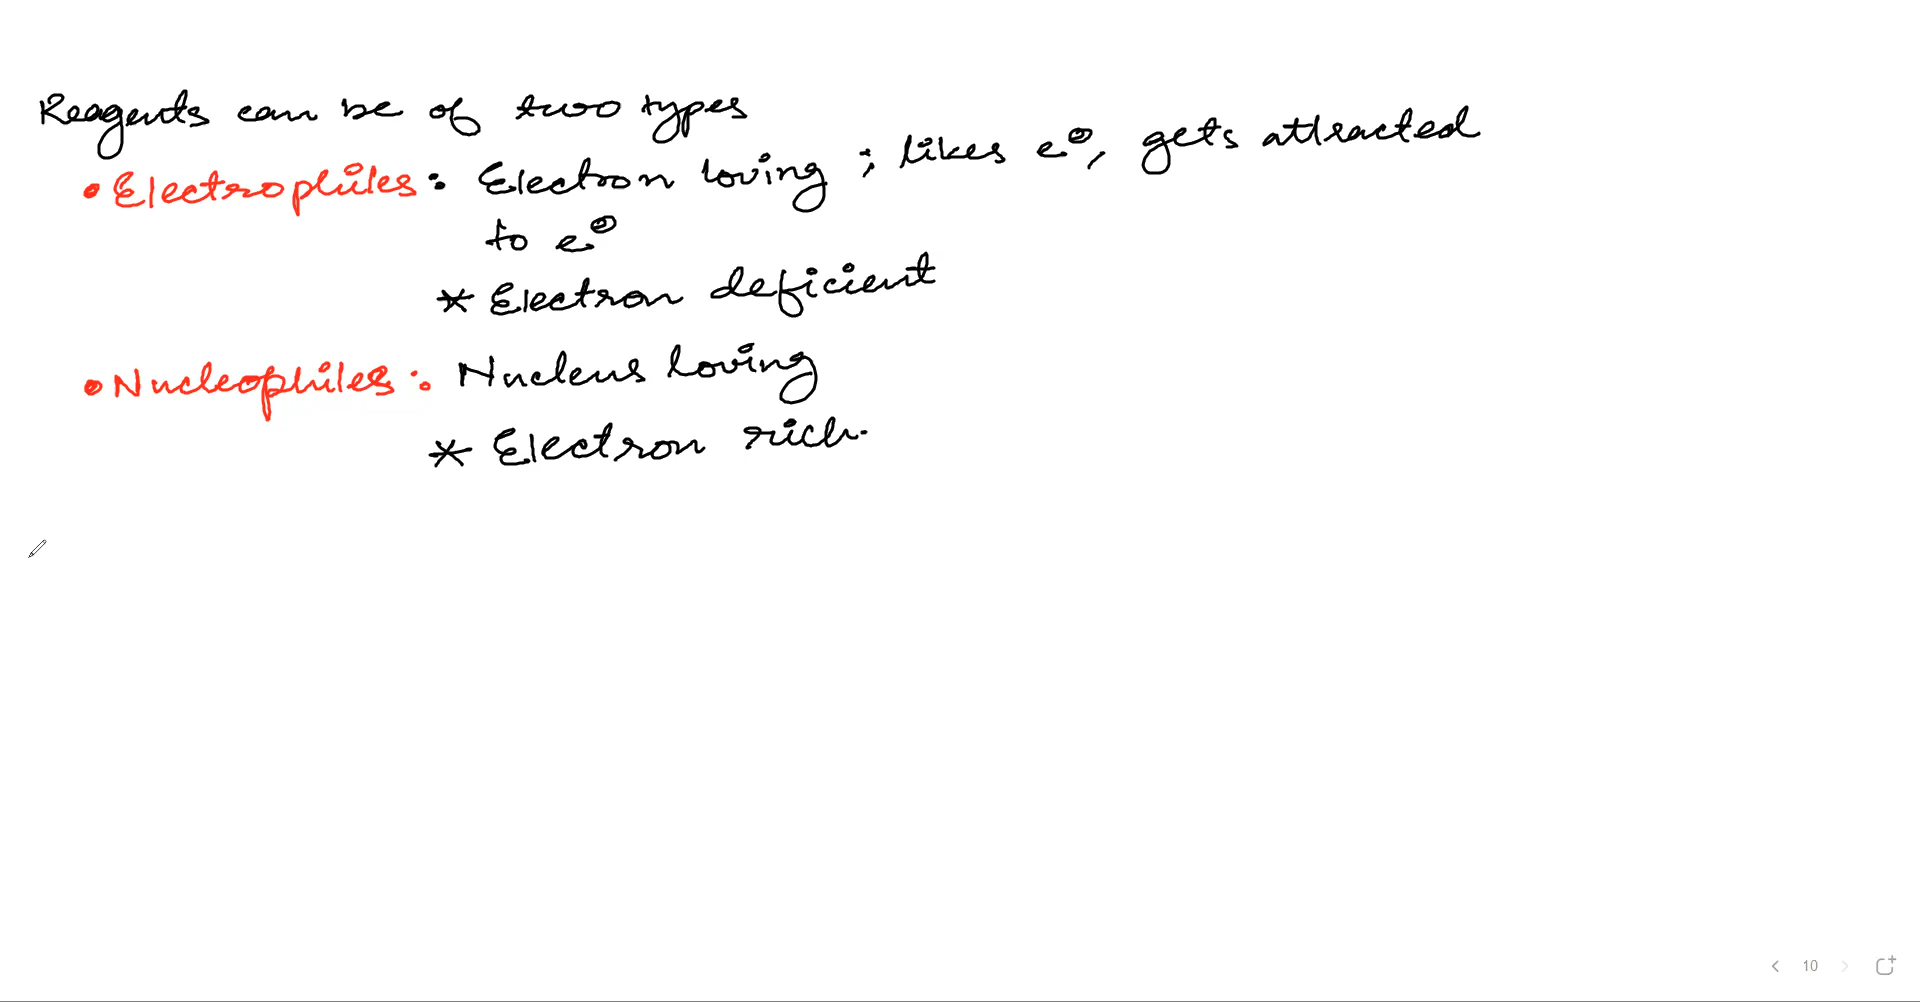 Reagents can be of two types
• Electrophiles: Electron loving ; likes e⊖, gets attracted
to e⊖
* Electron deficient
• Nucleophiles: Nucleus loving
* Electron rich.
10